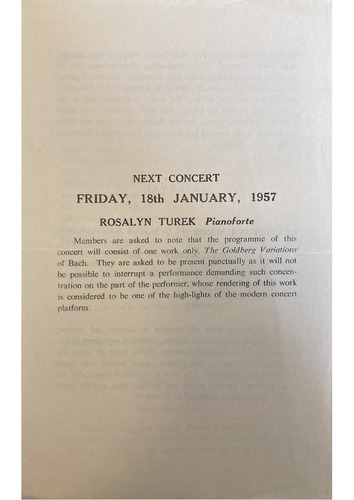 NEXT CONCERT
FRIDAY, 18th JANUARY, 1957
ROSALYN TUREK Pianoforte
Members are asked to note that the programme of this
concert will consist of one work only, The Goldberg Variations
of Bach. They are asked to be present punctually as it will not
be possible to interrupt a performance demanding such concen-
tration on the part of the performer, whose rendering of this work
is considered to be one of the high-lights of the modern concert
platform.